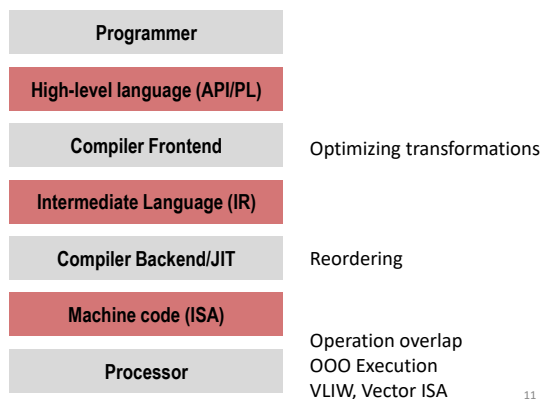 Programmer
High-level language (API/PL)
Compiler Frontend
Optimizing transformations
Intermediate Language (IR)
Compiler Backend/JIT
Reordering
Machine code (ISA)
Processor
Operation overlap
OOO Execution
VLIW, Vector ISA
11